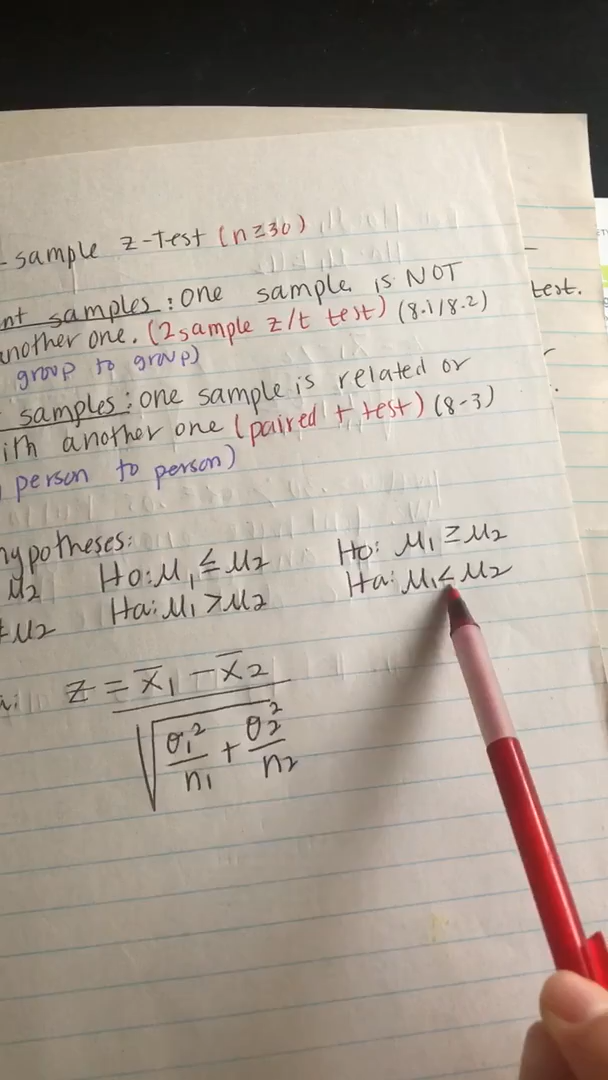 sample z-test (n≥30)
nt samples: one sample is NOT
another one. (2 sample z/t test) (8.1/8.2)
group to group)
samples: one sample is related or
ith another one (paired t test) (8-3)
person to person)
hypotheses:
μ2 Ho: μ1 ≤ μ2 Ho: μ1 ≥ μ2
≠ μ2 Ha: μ1 > μ2 Ha: μ1 < μ2
z = x̄1 - x̄2
√ σ1²/n1 + σ2²/n2
test.